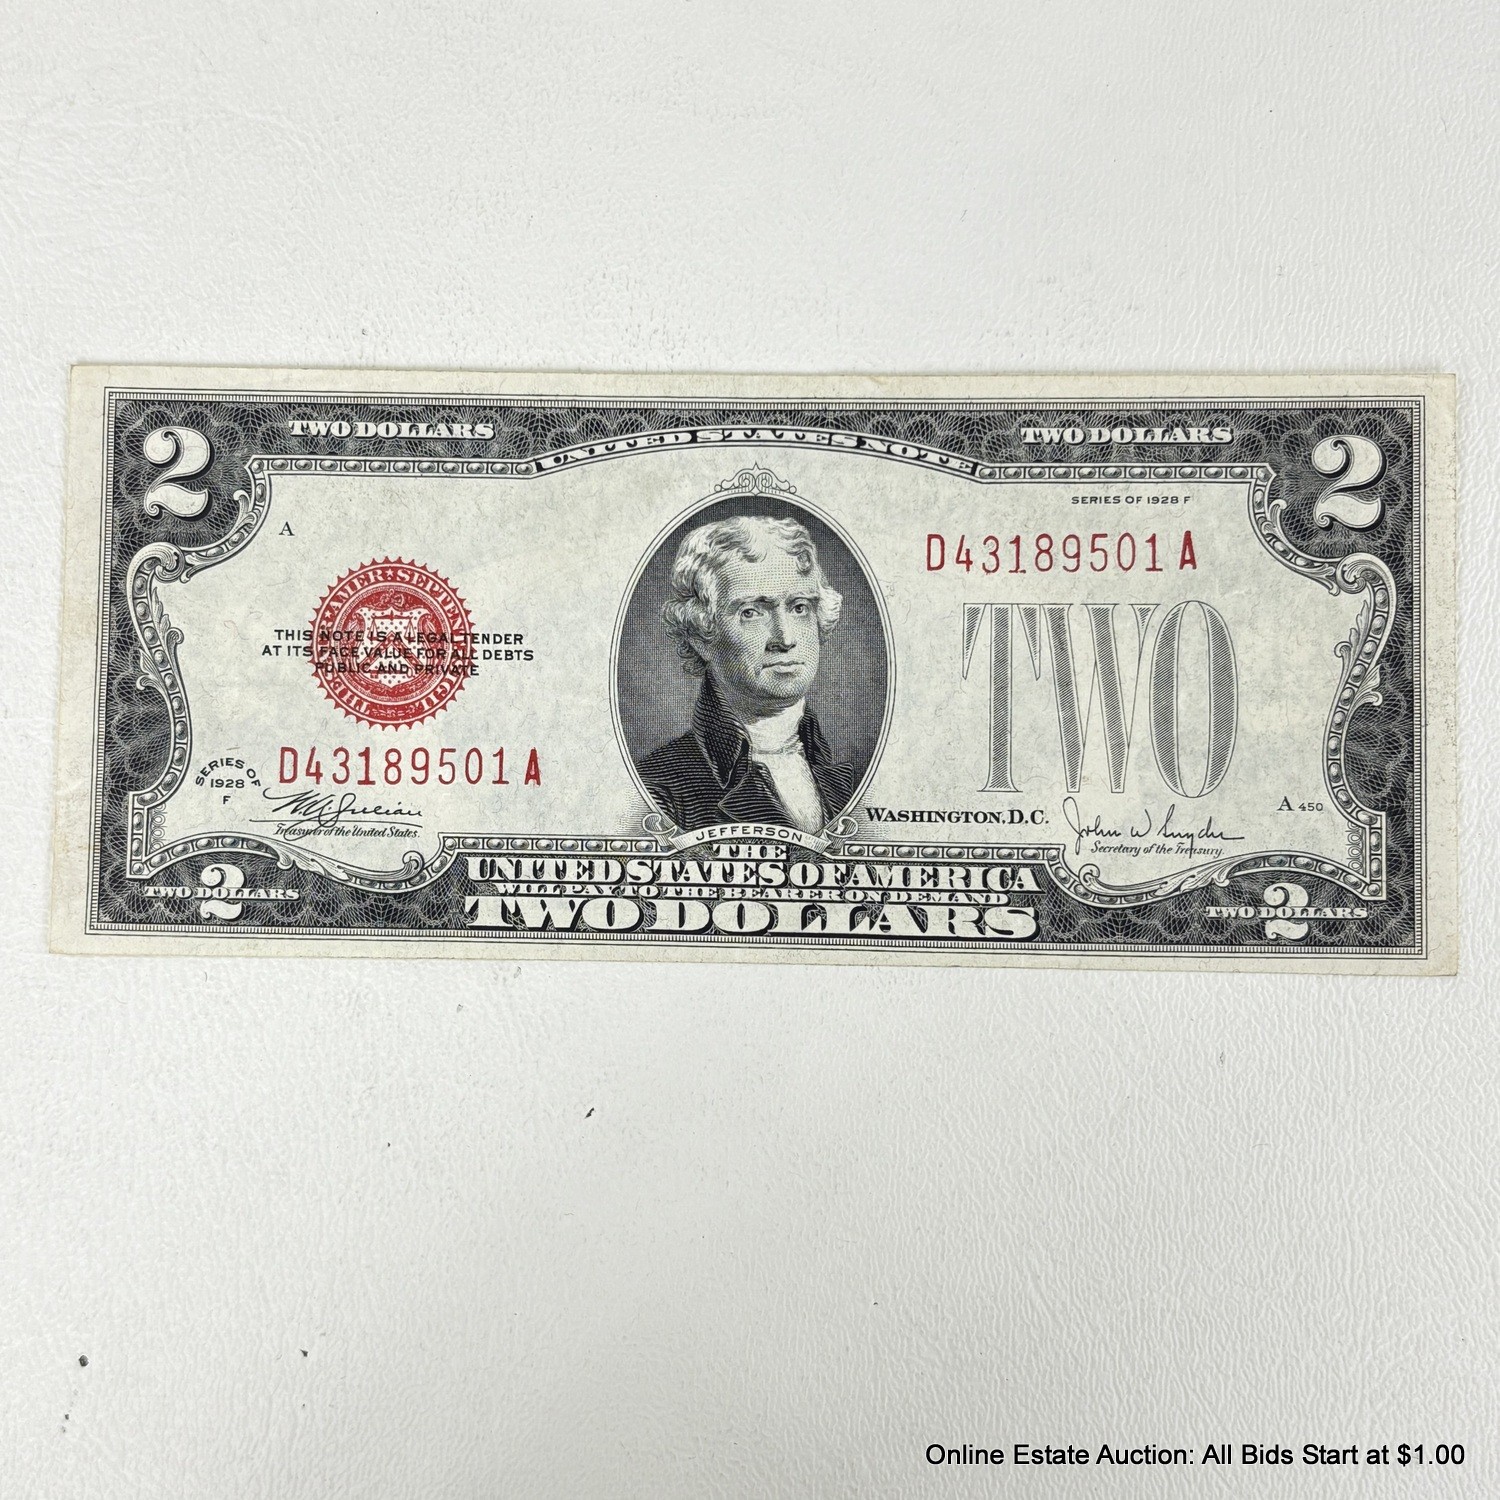 2
TWO DOLLARS
UNITED STATES NOTE
TWO DOLLARS
2
SERIES OF 1928 F
A
D43189501A
TWO
THIS NOTE IS A LEGAL TENDER
AT ITS FACE VALUE FOR ALL DEBTS
PUBLIC AND PRIVATE
D43189501A
SERIES OF
1928
F
W A Julian
Treasurer of the United States.
JEFFERSON
WASHINGTON, D.C.
A 450
John W Snyder
Secretary of the Treasury.
THE
UNITED STATES OF AMERICA
WILL PAY TO THE BEARER ON DEMAND
TWO DOLLARS
TWO DOLLARS
2
TWO DOLLARS
2
Online Estate Auction: All Bids Start at $1.00